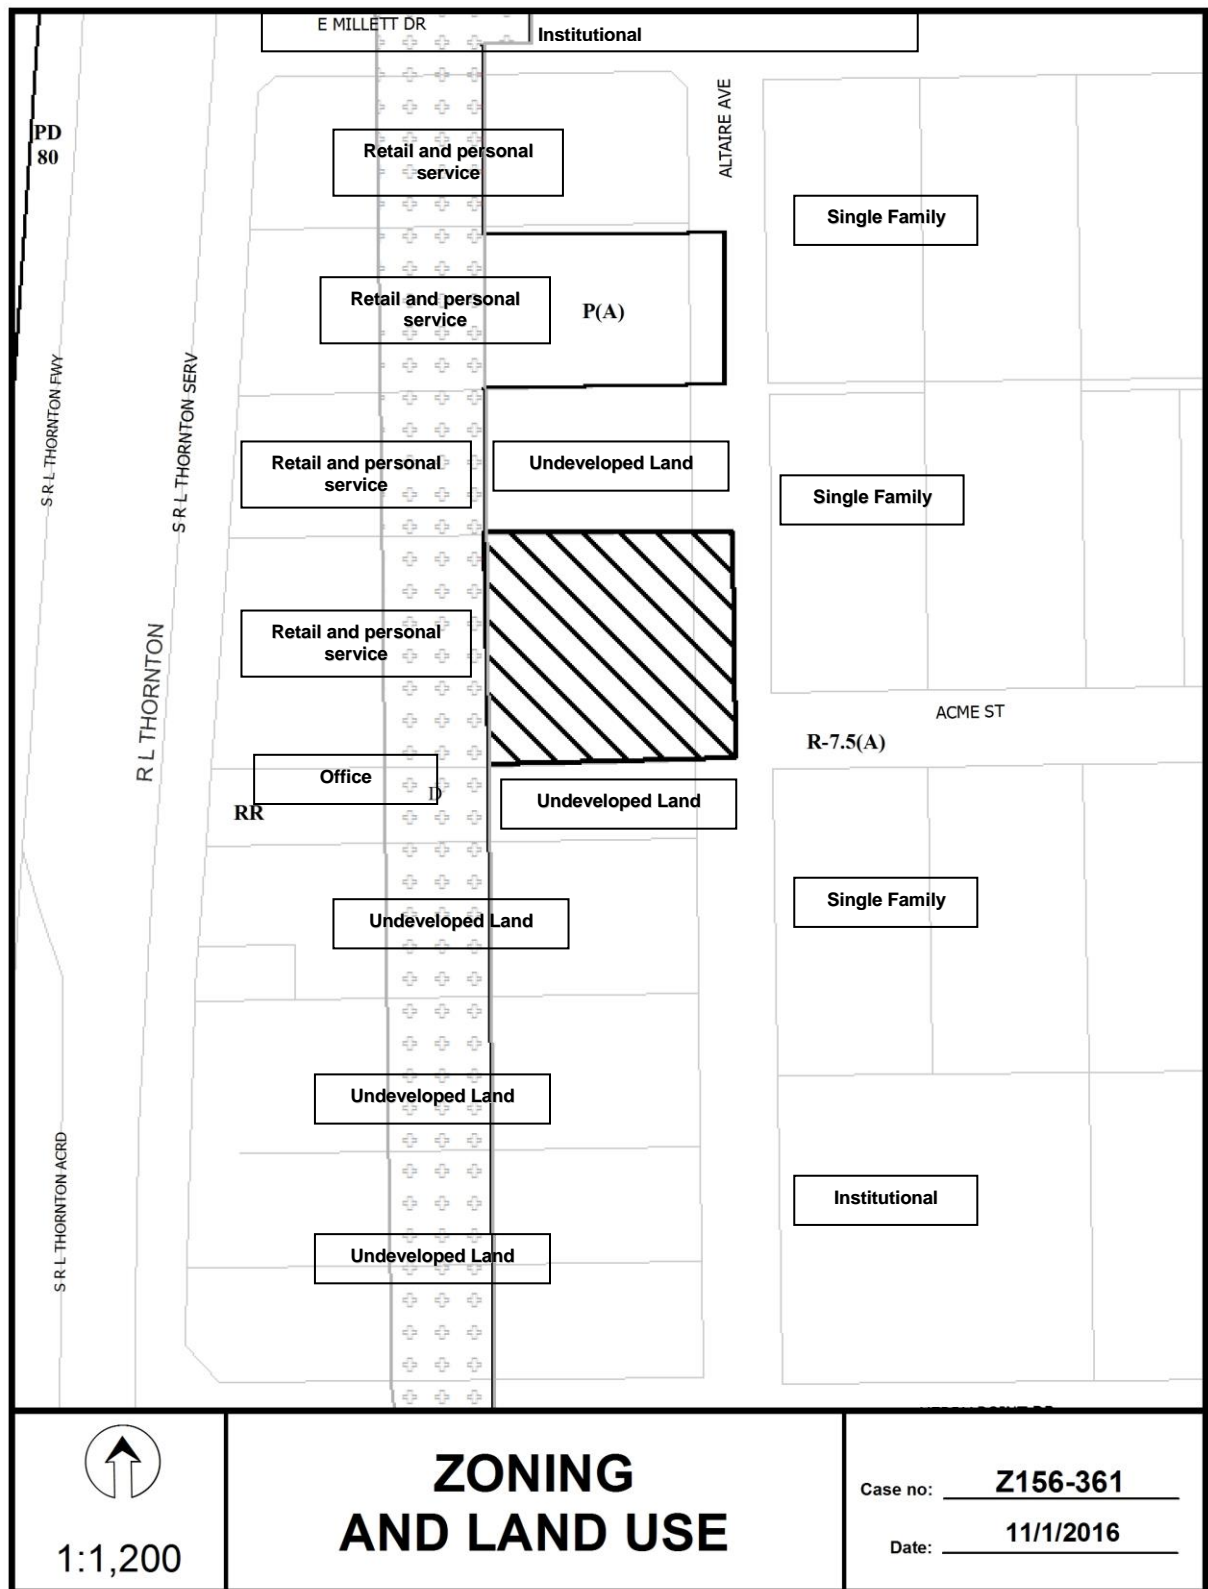 E MILLETT DR
Institutional
ALTAIRE AVE
PD
80
Retail and personal
service
Single Family
Retail and personal
service
P(A)
S R L THORNTON FWY
S R L THORNTON SERV
Retail and personal
service
Undeveloped Land
Single Family
Retail and personal
service
R L THORNTON
ACME ST
R-7.5(A)
Office
D
RR
Undeveloped Land
Single Family
Undeveloped Land
Undeveloped Land
S R L THORNTON ACRD
Institutional
Undeveloped Land
1:1,200
ZONING
AND LAND USE
Case no: Z156-361
Date: 11/1/2016